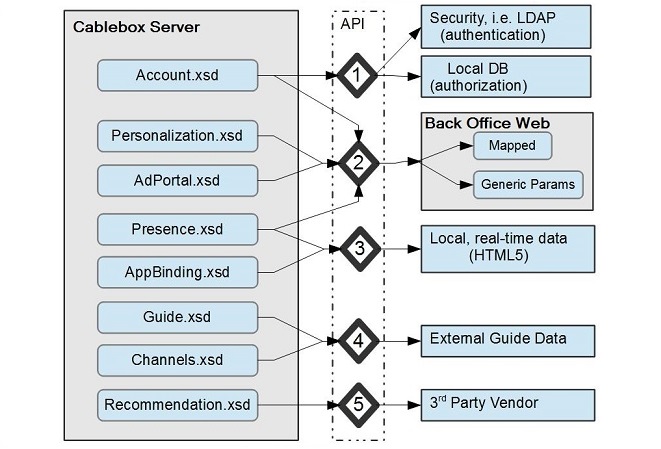 Cablebox Server
API
Account.xsd
Personalization.xsd
AdPortal.xsd
Presence.xsd
AppBinding.xsd
Guide.xsd
Channels.xsd
Recommendation.xsd
1
2
3
4
5
Security, i.e. LDAP
(authentication)
Local DB
(authorization)
Back Office Web
Mapped
Generic Params
Local, real-time data
(HTML5)
External Guide Data
3rd Party Vendor